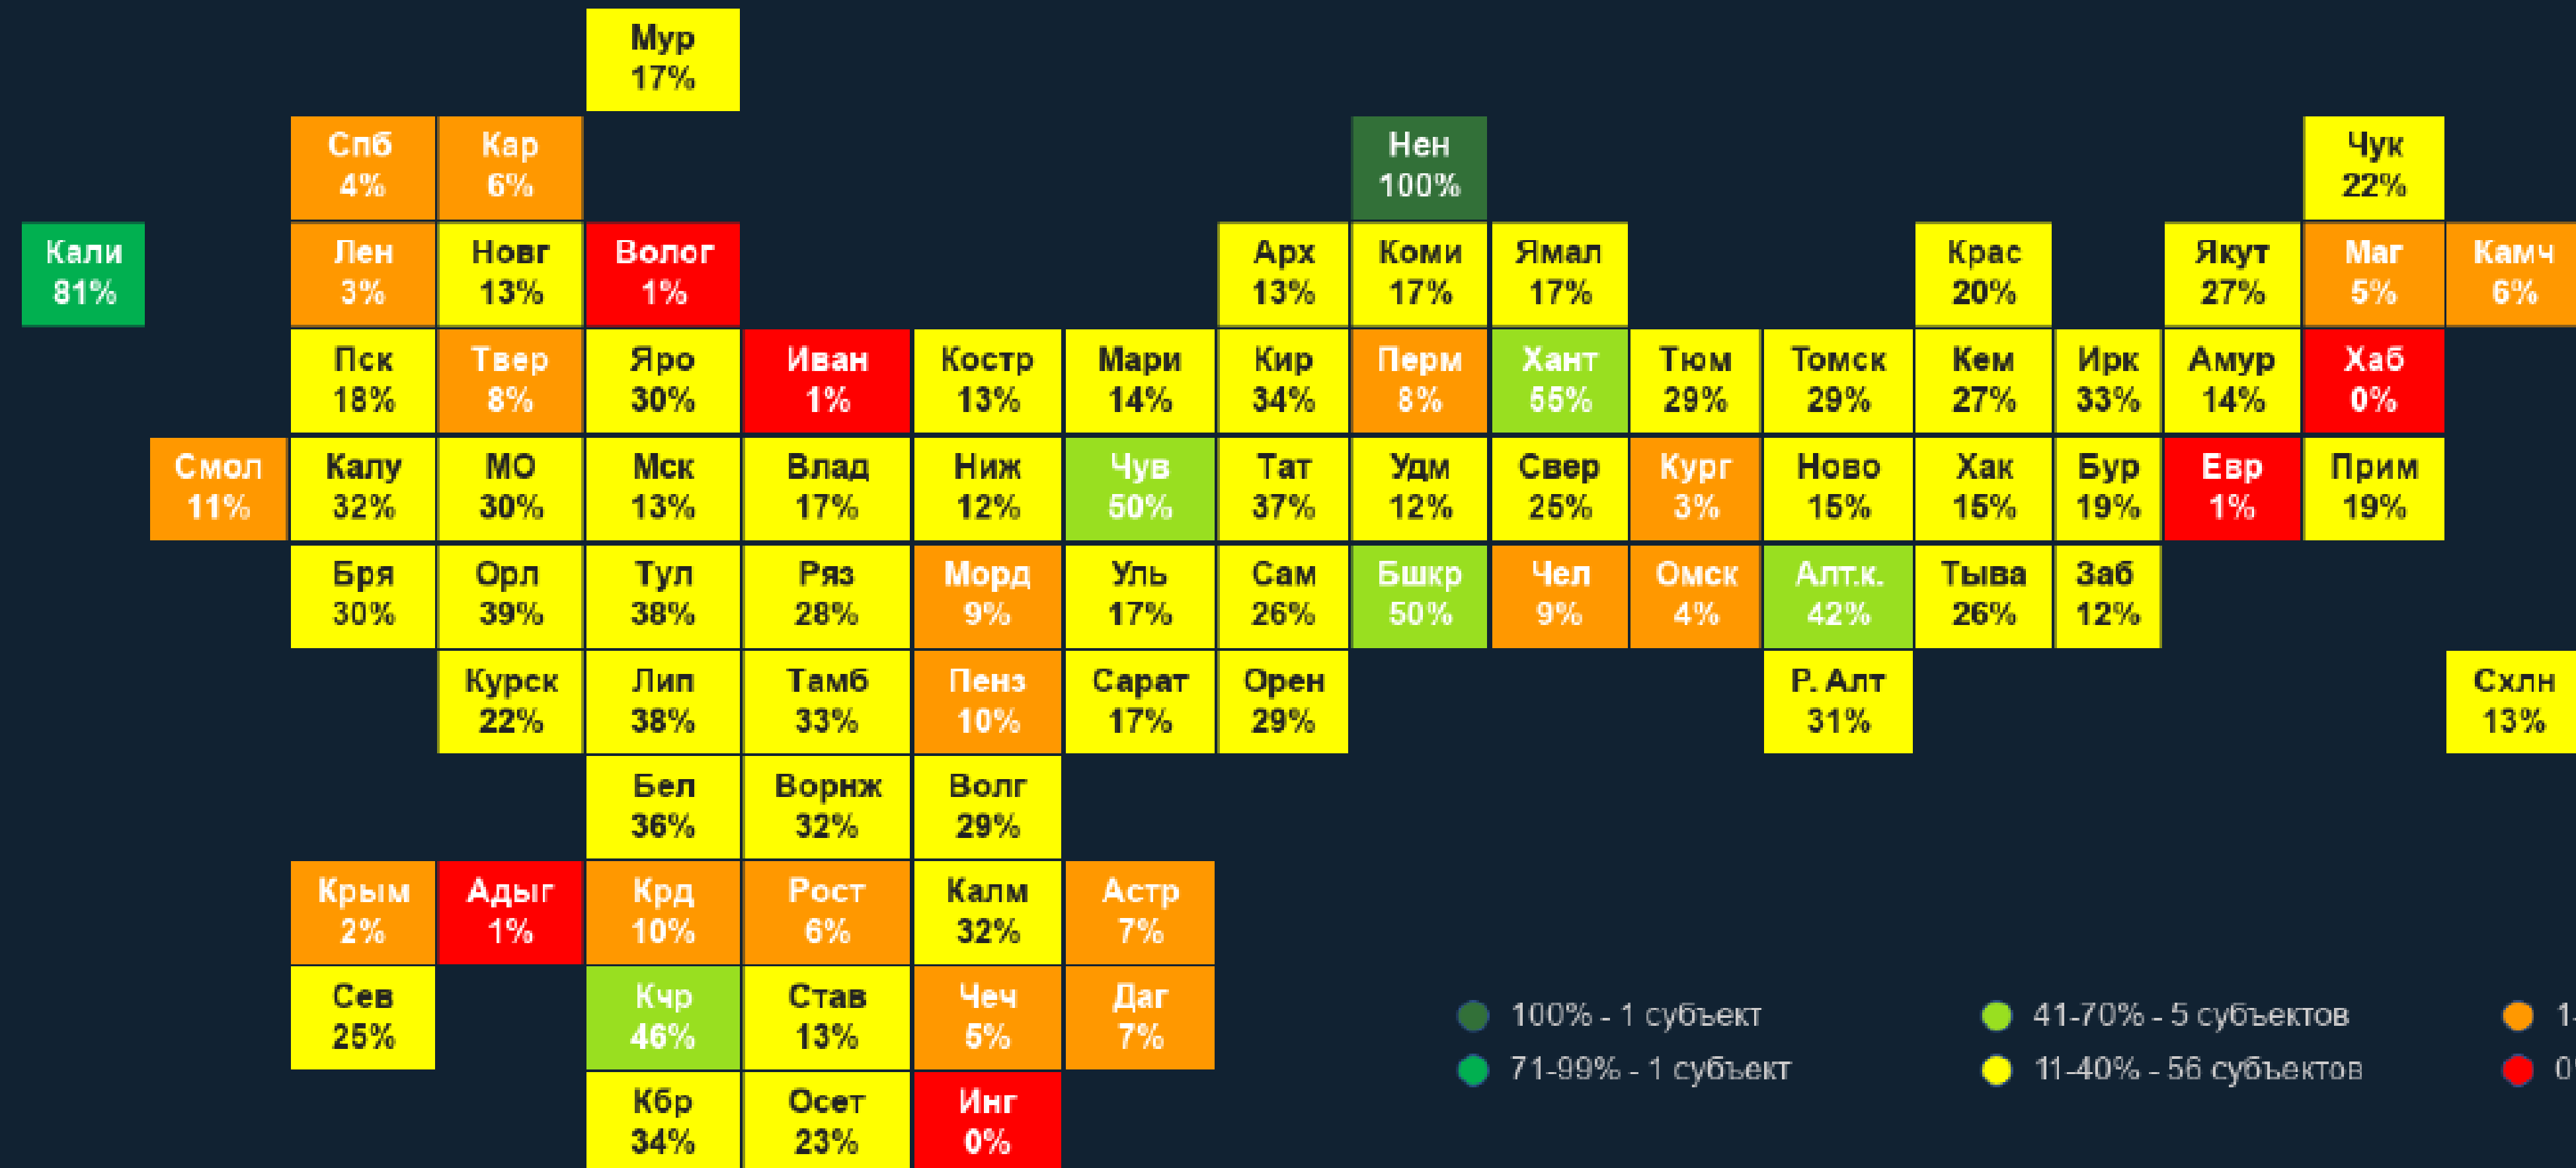 Мур
17%
Спб
4%
Кар
6%
Нен
100%
Чук
22%
Кали
81%
Лен
3%
Новг
13%
Волог
1%
Арх
13%
Коми
17%
Ямал
17%
Крас
20%
Якут
27%
Маг
5%
Камч
6%
Пск
18%
Твер
8%
Яро
30%
Иван
1%
Костр
13%
Мари
14%
Кир
34%
Перм
8%
Хант
55%
Тюм
29%
Томск
29%
Кем
27%
Ирк
33%
Амур
14%
Хаб
0%
Смол
11%
Калу
32%
МО
30%
Мск
13%
Влад
17%
Ниж
12%
Чув
50%
Тат
37%
Удм
12%
Свер
25%
Кург
3%
Ново
15%
Хак
15%
Бур
19%
Евр
1%
Прим
19%
Бря
30%
Орл
39%
Тул
38%
Ряз
28%
Морд
9%
Уль
17%
Сам
26%
Бшкр
50%
Чел
9%
Омск
4%
Алт.к.
42%
Тыва
26%
Заб
12%
Курск
22%
Лип
38%
Тамб
33%
Пенз
10%
Сарат
17%
Орен
29%
Р. Алт
31%
Схлн
13%
Бел
36%
Ворнж
32%
Волг
29%
Крым
2%
Адыг
1%
Крд
10%
Рост
6%
Калм
32%
Астр
7%
Сев
25%
Кчр
46%
Став
13%
Чеч
5%
Даг
7%
Кбр
34%
Осет
23%
Инг
0%
100% - 1 субъект
41-70% - 5 субъектов
71-99% - 1 субъект
11-40% - 56 субъектов